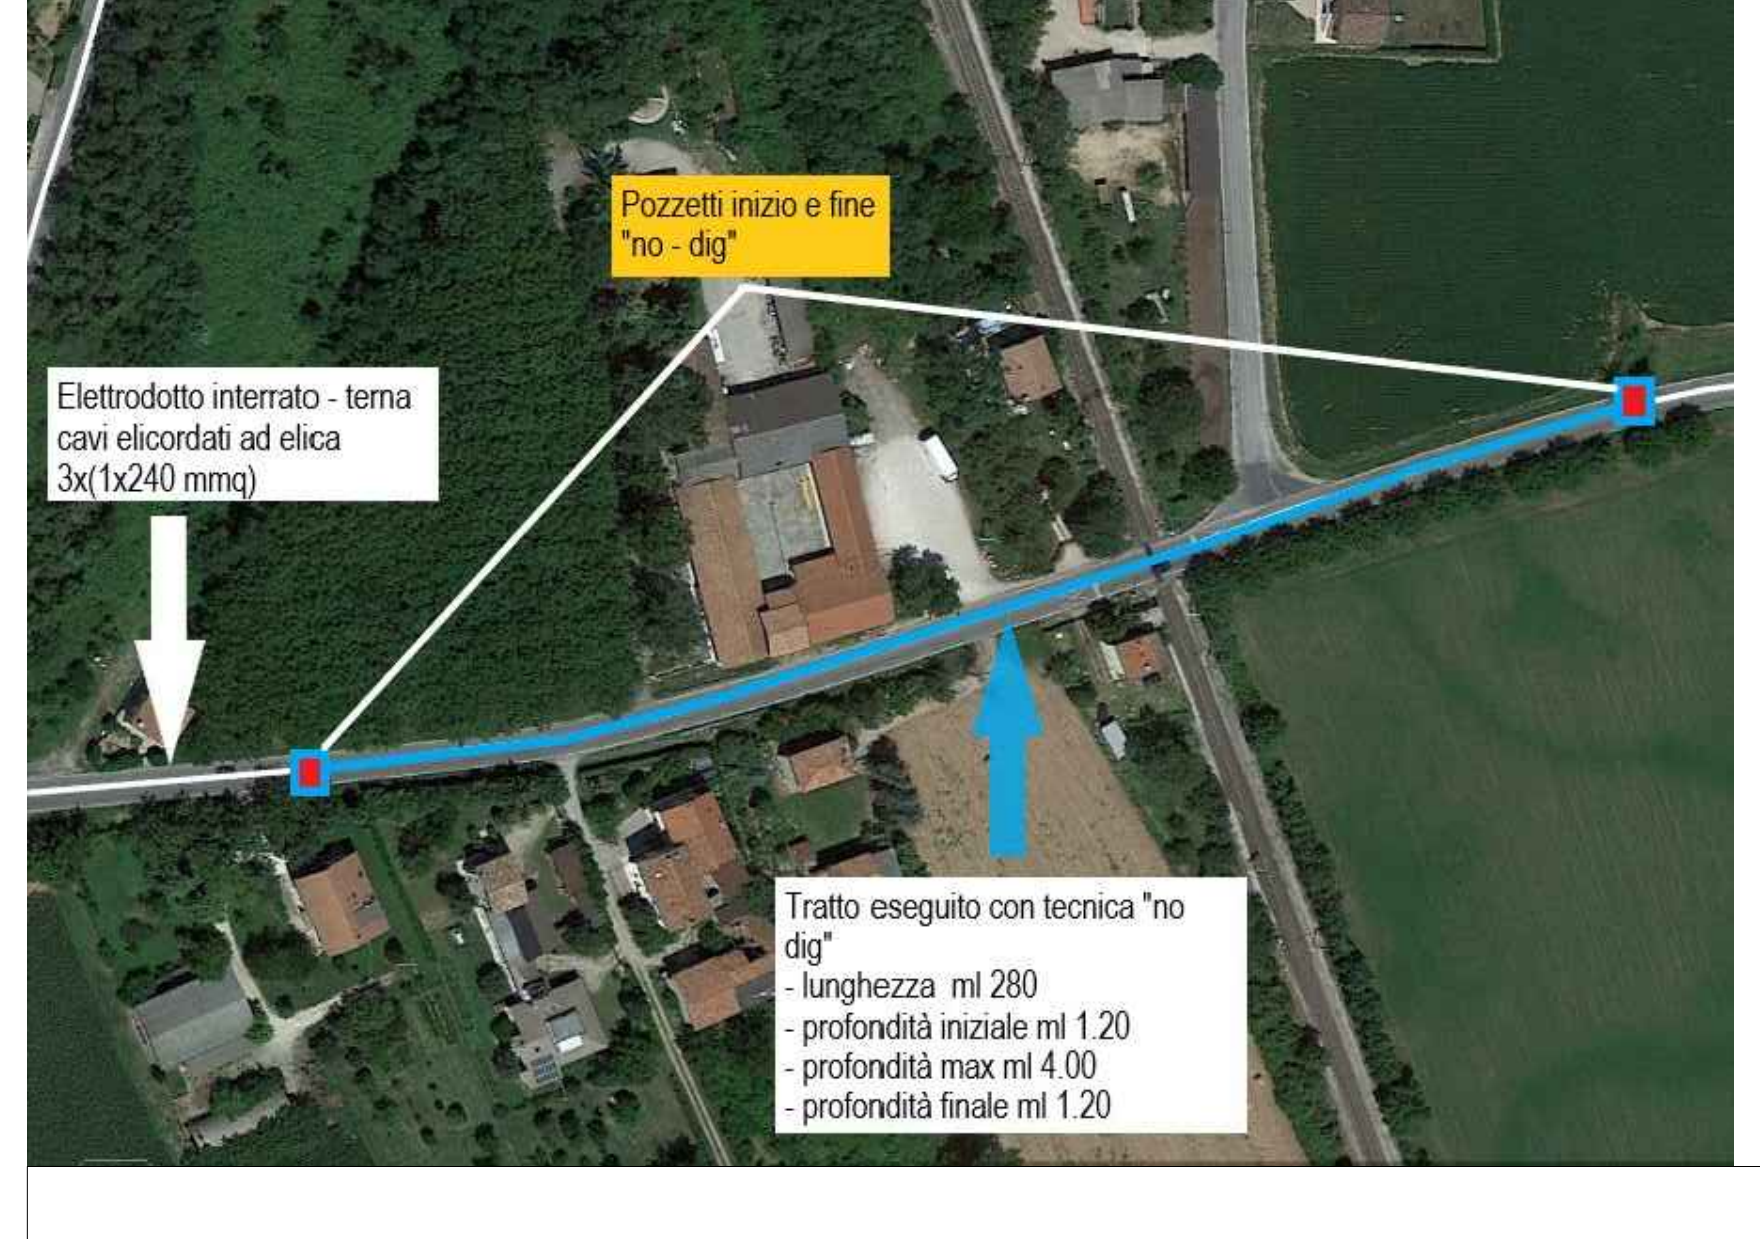 Pozzetti inizio e fine
"no - dig"
Elettrodotto interrato - terna
cavi elicordati ad elica
3x(1x240 mmq)
Tratto eseguito con tecnica "no
dig"
- lunghezza ml 280
- profondità iniziale ml 1.20
- profondità max ml 4.00
- profondità finale ml 1.20